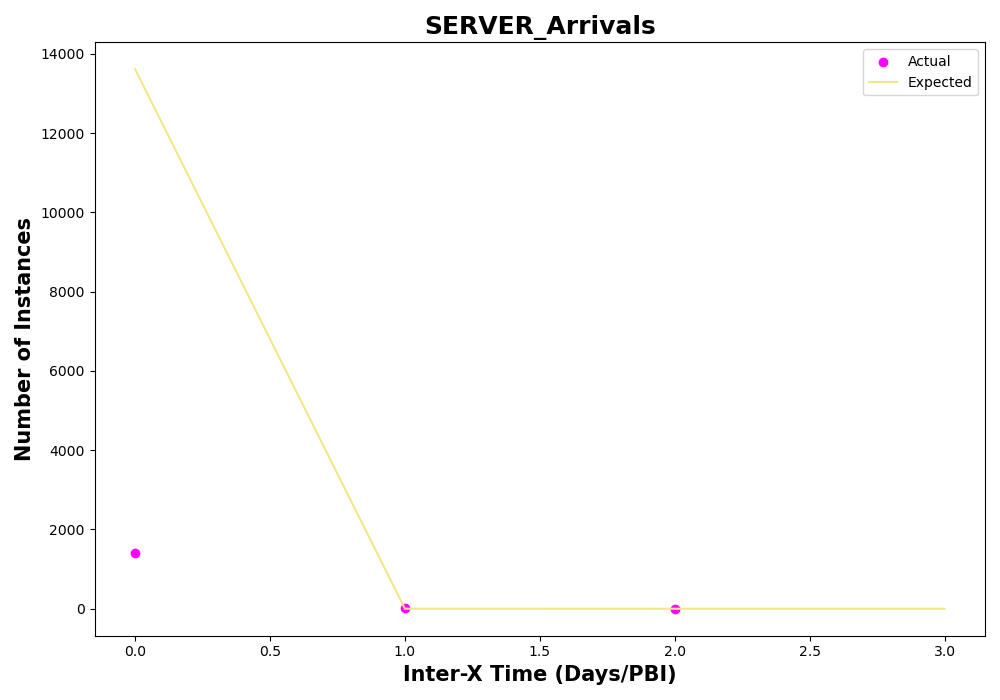 SERVER_Arrivals
Actual
Expected
14000
12000
10000
8000
6000
4000
2000
0
Number of Instances
0.0 0.5 1.0 1.5 2.0 2.5 3.0
Inter-X Time (Days/PBI)